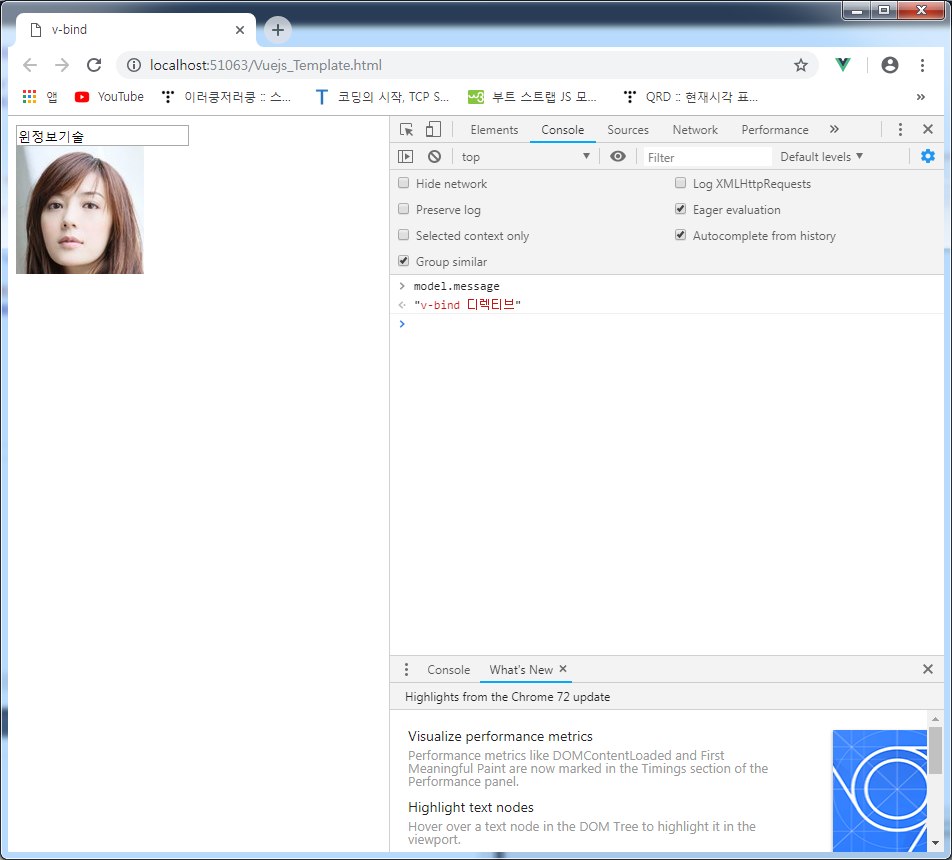 v-bind
localhost:51063/Vuejs_Template.html
앱 YouTube 이러쿵저러쿵 :: 스... 코딩의 시작, TCP S... 부트 스트랩 JS 모... QRD :: 현재시각 표... »
윈정보기술
Elements Console Sources Network Performance »
top Filter Default levels
Hide network Log XMLHttpRequests
Preserve log Eager evaluation
Selected context only Autocomplete from history
Group similar
model.message
"v-bind 디렉티브"
Console What's New
Highlights from the Chrome 72 update
Visualize performance metrics
Performance metrics like DOMContentLoaded and First
Meaningful Paint are now marked in the Timings section of the
Performance panel.
Highlight text nodes
Hover over a text node in the DOM Tree to highlight it in the
viewport.